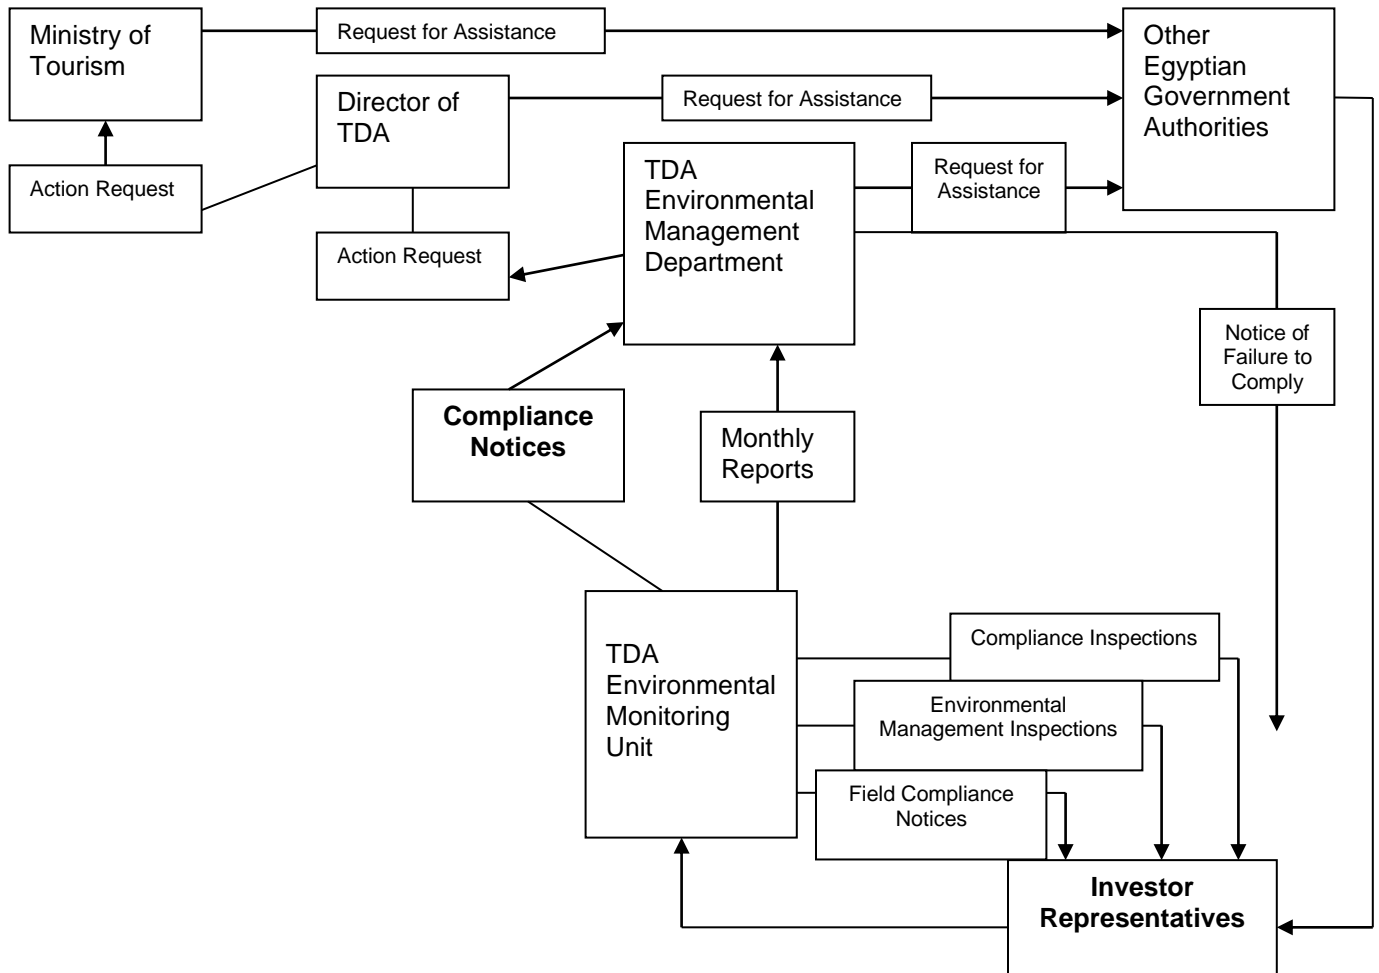 Ministry of
Tourism
Request for Assistance
Other
Egyptian
Government
Authorities
Director of
TDA
Request for Assistance
Action Request
TDA
Environmental
Management
Department
Request for
Assistance
Action Request
Notice of
Failure to
Comply
Compliance
Notices
Monthly
Reports
TDA
Environmental
Monitoring
Unit
Compliance Inspections
Environmental
Management Inspections
Field Compliance
Notices
Investor
Representatives